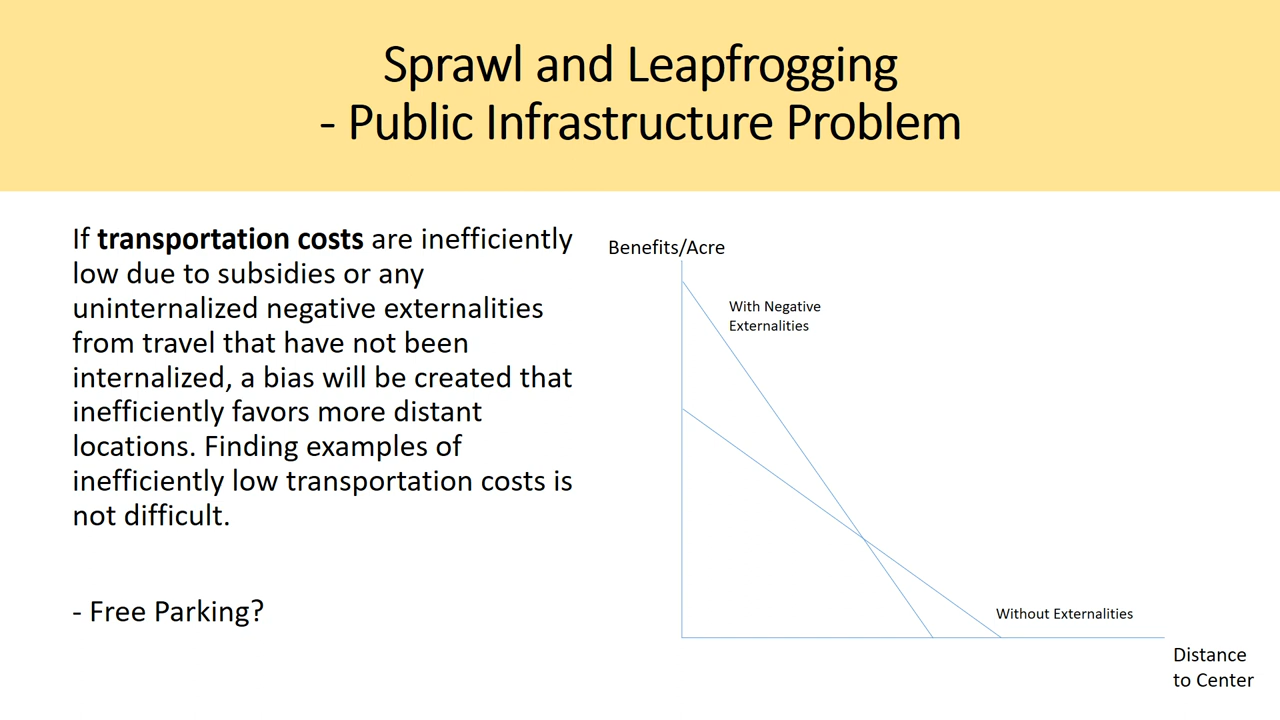 Sprawl and Leapfrogging
- Public Infrastructure Problem
If transportation costs are inefficiently
low due to subsidies or any
uninternalized negative externalities
from travel that have not been
internalized, a bias will be created that
inefficiently favors more distant
locations. Finding examples of
inefficiently low transportation costs is
not difficult.
- Free Parking?
Benefits/Acre
With Negative
Externalities
Without Externalities
Distance
to Center